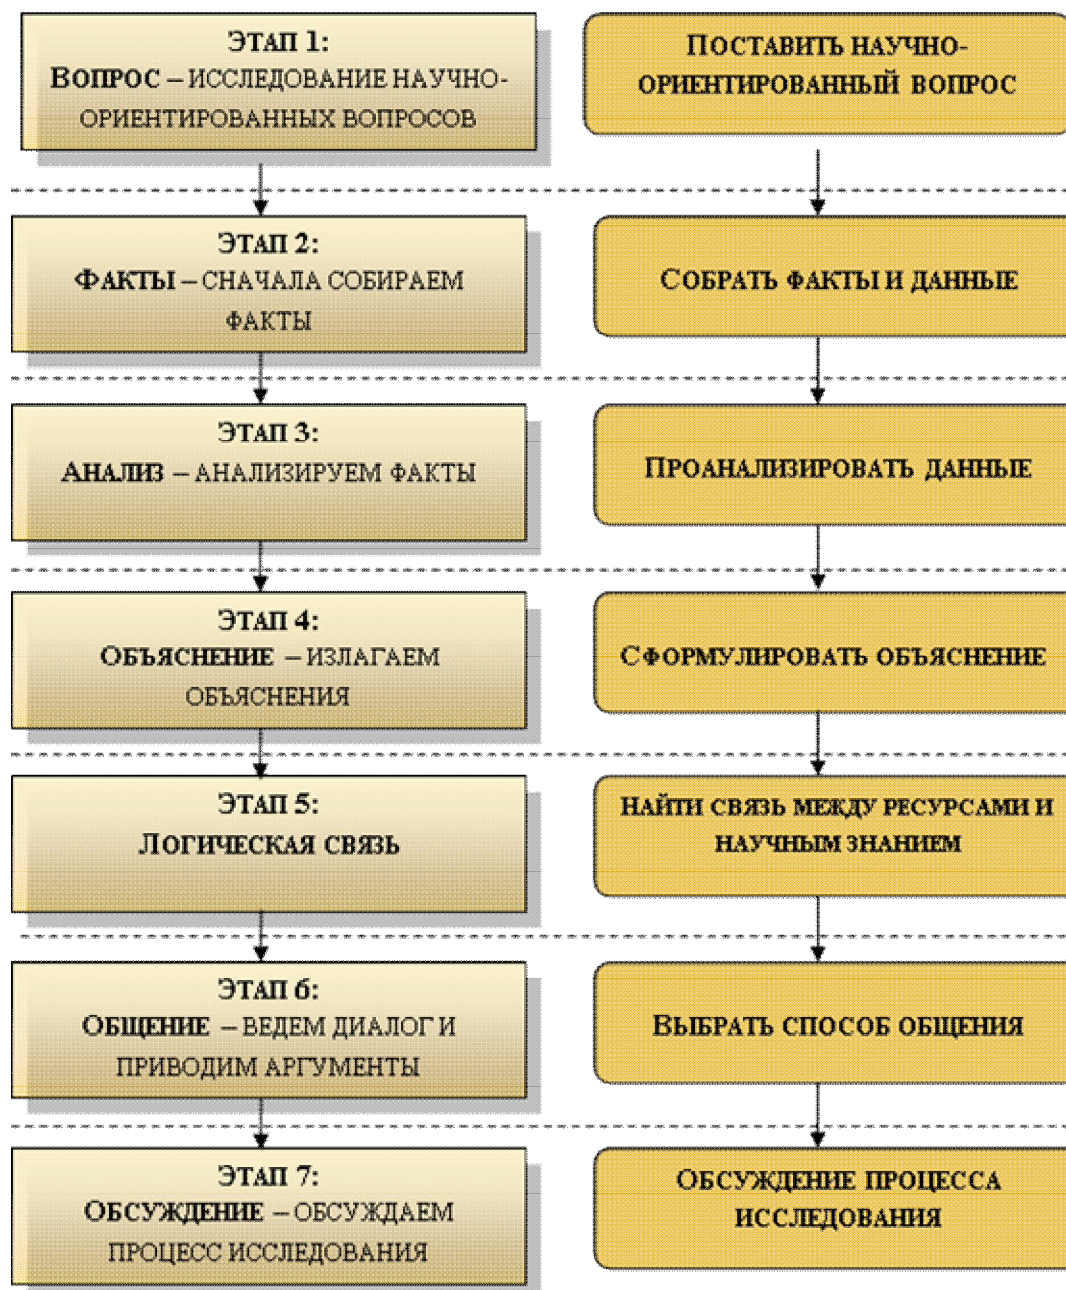 ЭТАП 1:
ВОПРОС – ИССЛЕДОВАНИЕ НАУЧНО-
ОРИЕНТИРОВАННЫХ ВОПРОСОВ
ПОСТАВИТЬ НАУЧНО-
ОРИЕНТИРОВАННЫЙ ВОПРОС
ЭТАП 2:
ФАКТЫ – СНАЧАЛА СОБИРАЕМ
ФАКТЫ
СОБРАТЬ ФАКТЫ И ДАННЫЕ
ЭТАП 3:
АНАЛИЗ – АНАЛИЗИРУЕМ ФАКТЫ
ПРОАНАЛИЗИРОВАТЬ ДАННЫЕ
ЭТАП 4:
ОБЪЯСНЕНИЕ – ИЗЛАГАЕМ
ОБЪЯСНЕНИЯ
СФОРМУЛИРОВАТЬ ОБЪЯСНЕНИЕ
ЭТАП 5:
ЛОГИЧЕСКАЯ СВЯЗЬ
НАЙТИ СВЯЗЬ МЕЖДУ РЕСУРСАМИ И
НАУЧНЫМ ЗНАНИЕМ
ЭТАП 6:
ОБЩЕНИЕ – ВЕДЕМ ДИАЛОГ И
ПРИВОДИМ АРГУМЕНТЫ
ВЫБРАТЬ СПОСОБ ОБЩЕНИЯ
ЭТАП 7:
ОБСУЖДЕНИЕ – ОБСУЖДАЕМ
ПРОЦЕСС ИССЛЕДОВАНИЯ
ОБСУЖДЕНИЕ ПРОЦЕССА
ИССЛЕДОВАНИЯ